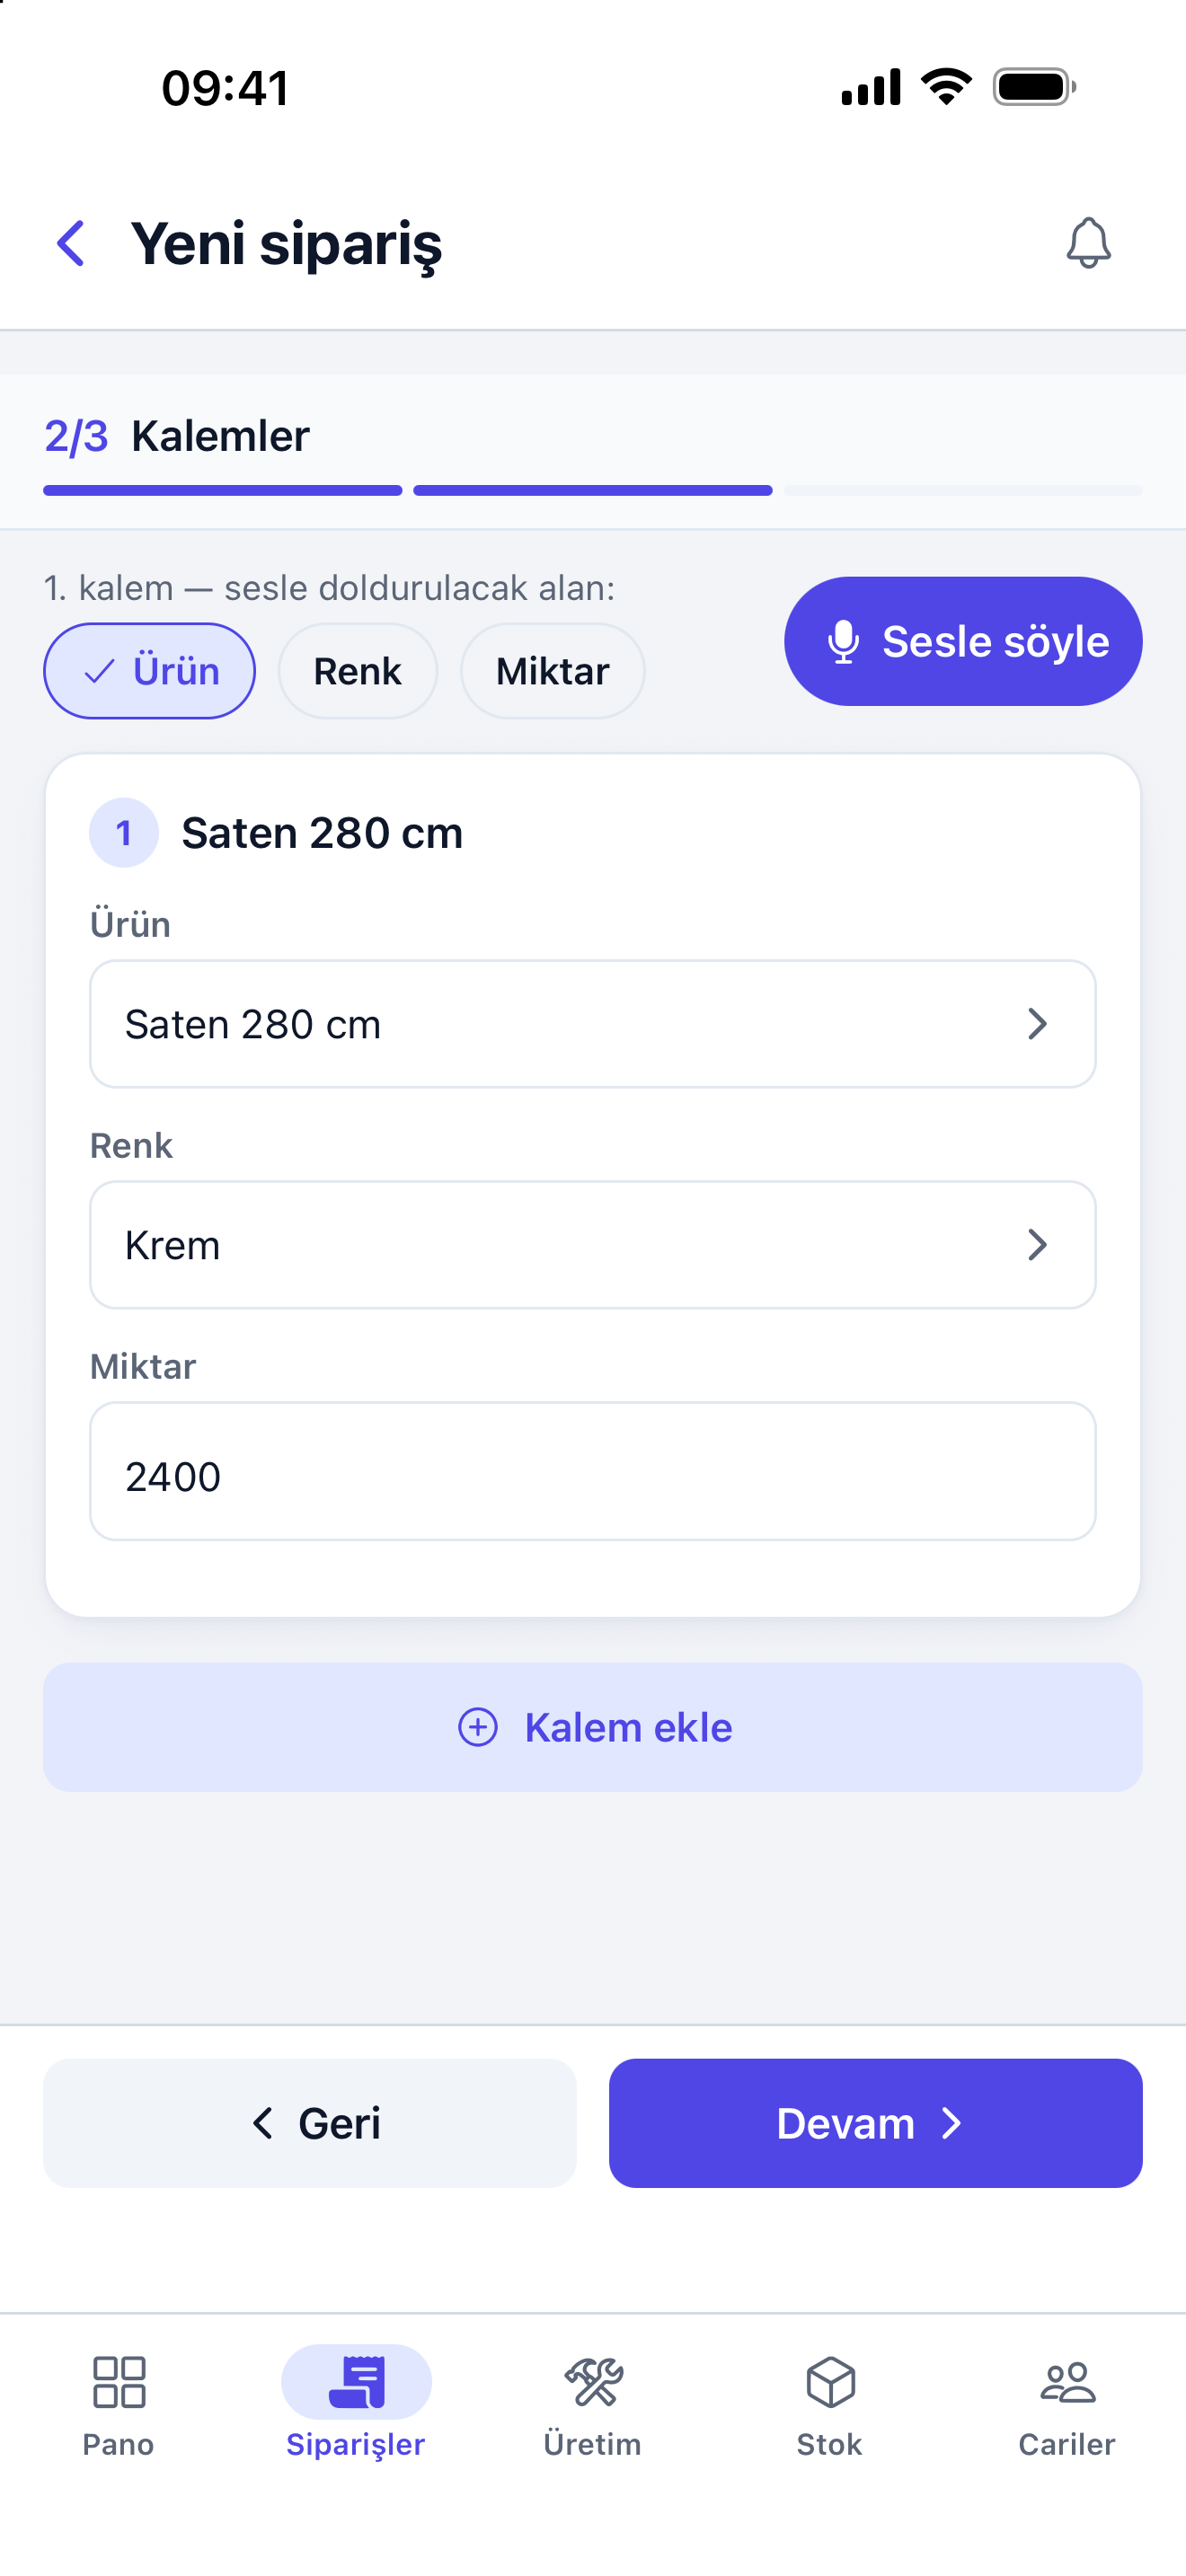 09:41
Yeni sipariş
2/3 Kalemler
1. kalem — sesle doldurulacak alan:
Ürün Renk Miktar
Sesle söyle
1 Saten 280 cm
Ürün
Saten 280 cm
Renk
Krem
Miktar
2400
Kalem ekle
Geri Devam
Pano Siparişler Üretim Stok Cariler